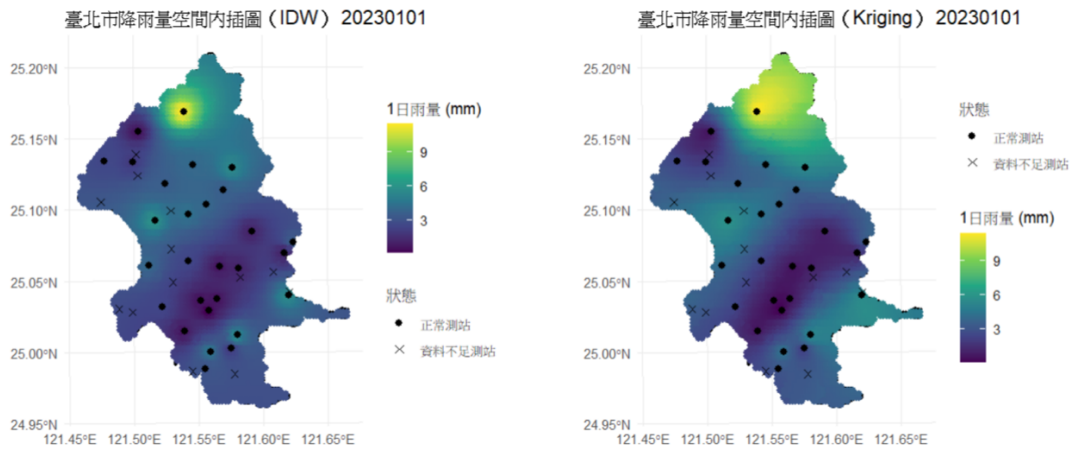 臺北市降雨量空間內插圖（IDW） 20230101
25.20°N
25.15°N
25.10°N
25.05°N
25.00°N
24.95°N
121.45°E 121.50°E 121.55°E 121.60°E 121.65°E
1日雨量 (mm)
9
6
3
狀態
正常測站
資料不足測站
臺北市降雨量空間內插圖（Kriging） 20230101
25.20°N
25.15°N
25.10°N
25.05°N
25.00°N
24.95°N
121.45°E 121.50°E 121.55°E 121.60°E 121.65°E
狀態
正常測站
資料不足測站
1日雨量 (mm)
9
6
3